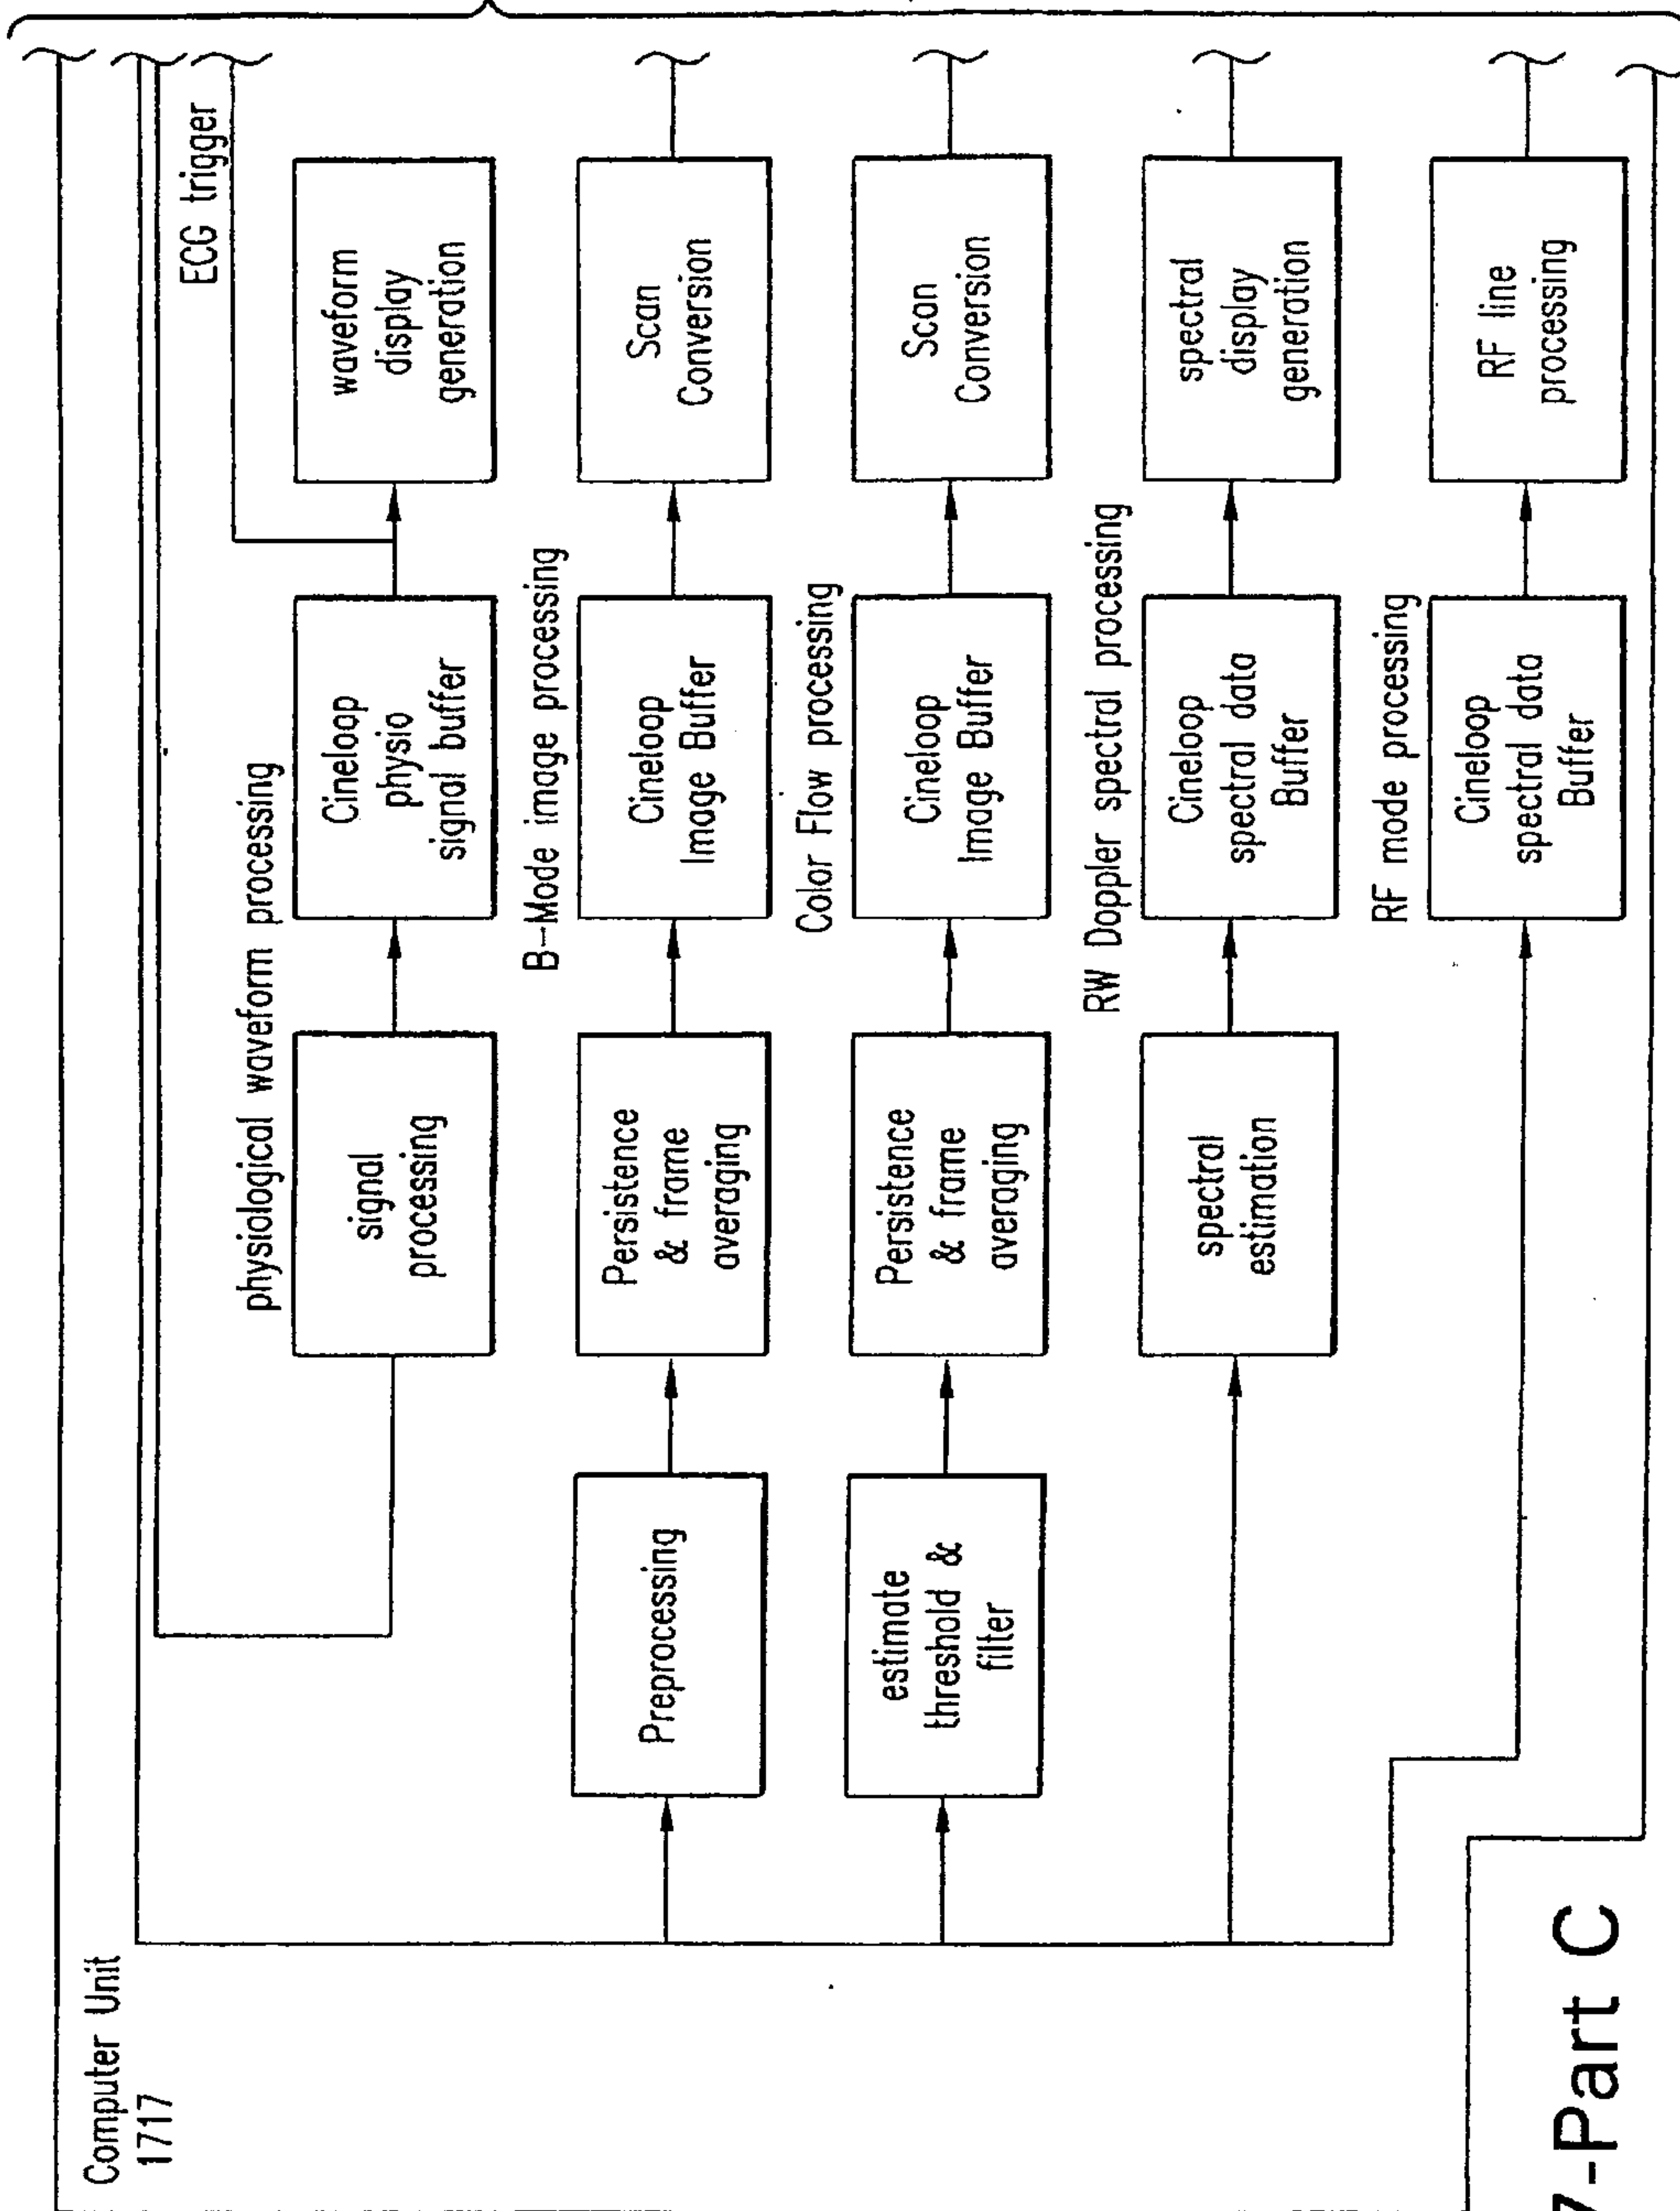 Computer Unit
1717
ECG trigger
physiological waveform processing
signal
processing
Cineloop
physio
signal buffer
waveform
display
generation
B-Mode image processing
Preprocessing
Persistence
& frame
averaging
Cineloop
Image Buffer
Scan
Conversion
Color Flow processing
estimate
threshold &
filter
Persistence
& frame
averaging
Cineloop
Image Buffer
Scan
Conversion
RW Doppler spectral processing
spectral
estimation
Cineloop
spectral data
Buffer
spectral
display
generation
RF mode processing
Cineloop
spectral data
Buffer
RF line
processing
7-Part C